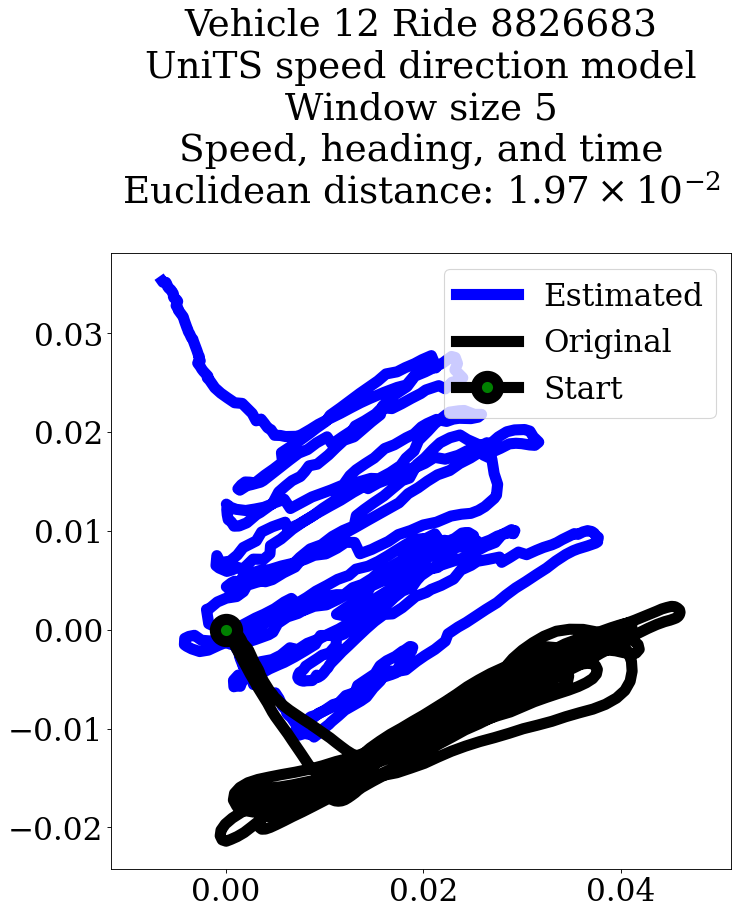 Vehicle 12 Ride 8826683
UniTS speed direction model
Window size 5
Speed, heading, and time
Euclidean distance: 1.97 × 10⁻²
Estimated
Original
Start
0.03
0.02
0.01
0.00
−0.01
−0.02
0.00 0.02 0.04